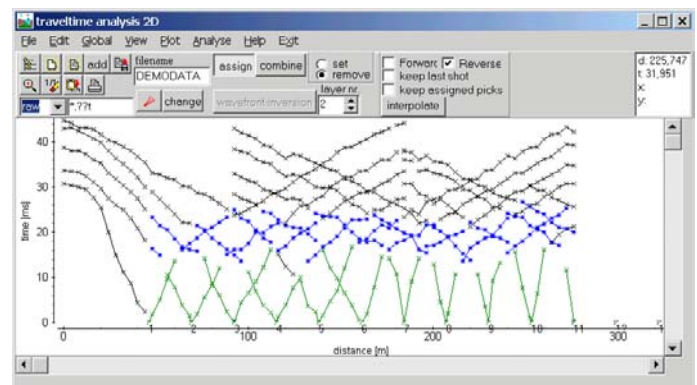 traveltime analysis 2D
File Edit Global View Plot Analyse Help Exit
add
filename
DEMODATA
assign combine
set
remove
Forward Reverse
keep last shot
keep assigned picks
interpolate
layer nr.
2
raw *.??t
change
wavefront inversion
d: 225,747
t: 31,951
x:
y:
time [ms]
40
30
20
10
0
1 2 3 4 5 6 7 8 9 10 11 12 1
0 100 200 300
distance [m]